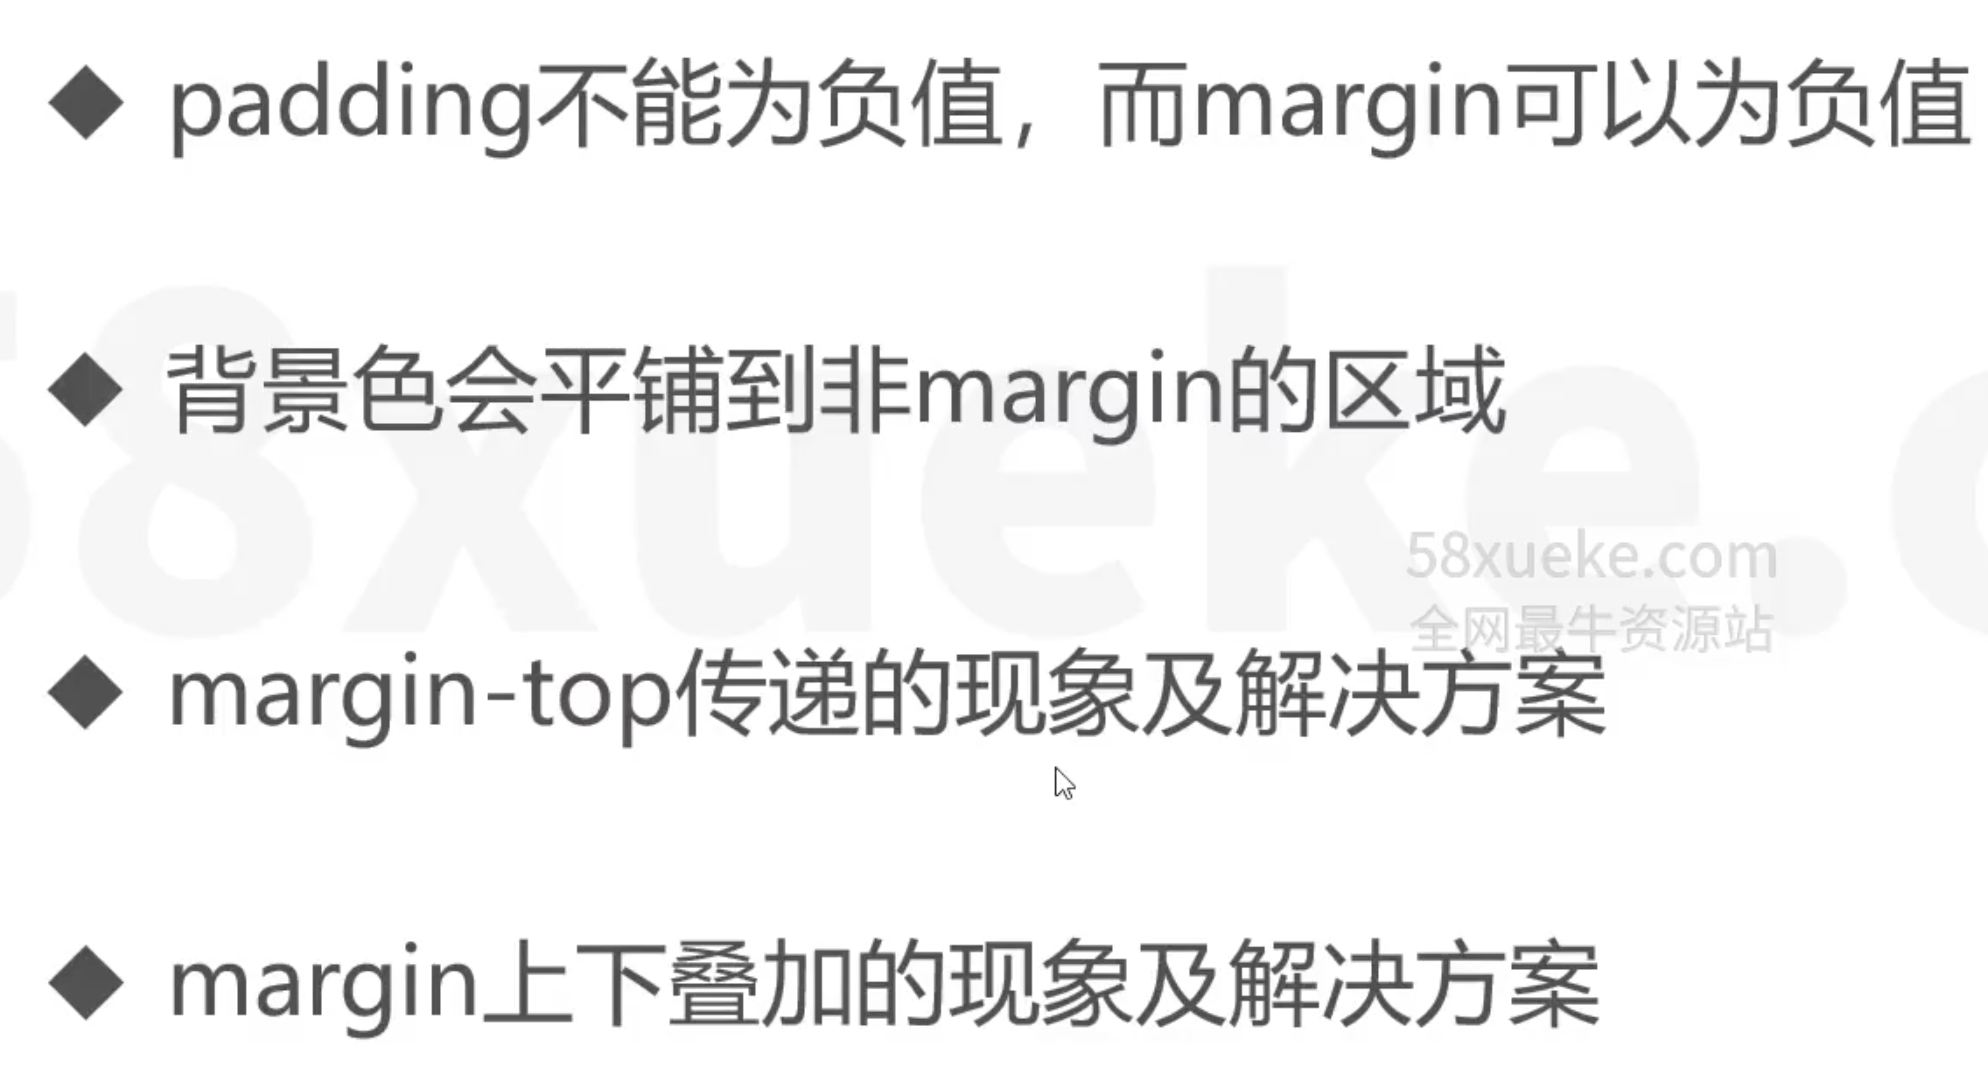 padding不能为负值，而margin可以为负值
背景色会平铺到非margin的区域
58xueke.com
58xueke.com
全网最牛资源站
margin-top传递的现象及解决方案
margin上下叠加的现象及解决方案